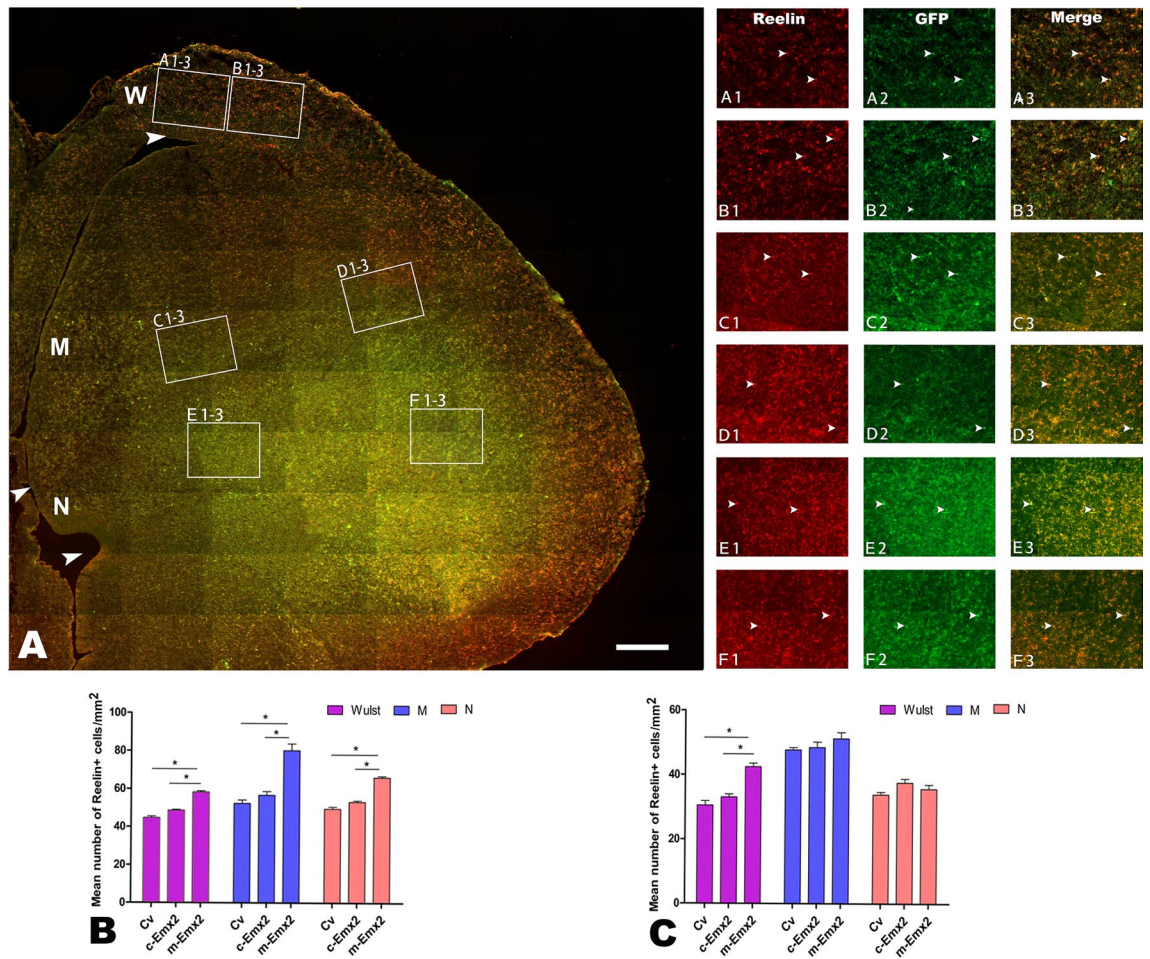 A1-3
B1-3
W
D1-3
C1-3
M
F1-3
E1-3
N
A
Reelin
GFP
Merge
A1
A2
A3
B1
B2
B3
C1
C2
C3
D1
D2
D3
E1
E2
E3
F1
F2
F3
Mean number of Reelin+ cells/mm2
100
80
60
40
20
0
Wulst
M
N
*
*
*
*
*
*
Cv
c-Emx2
m-Emx2
Cv
c-Emx2
m-Emx2
Cv
c-Emx2
m-Emx2
B
Mean number of Reelin+ cells/mm2
60
40
20
0
Wulst
M
N
*
*
Cv
c-Emx2
m-Emx2
Cv
c-Emx2
m-Emx2
Cv
c-Emx2
m-Emx2
C